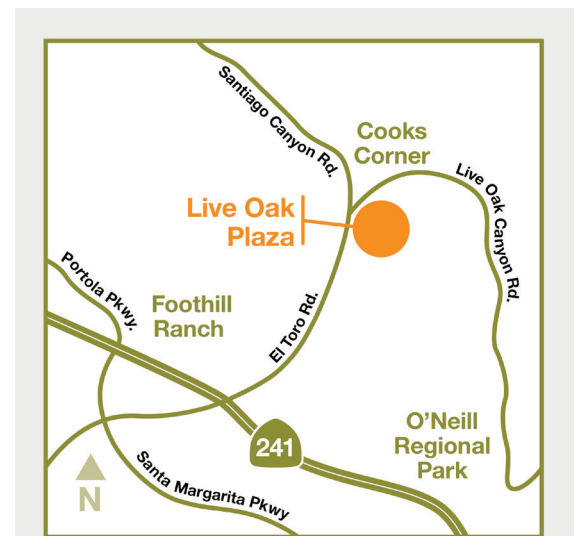 Santiago Canyon Rd.
Cooks
Corner
Live Oak Canyon Rd.
Live Oak
Plaza
Portola Pkwy.
Foothill
Ranch
El Toro Rd.
241
O'Neill
Regional
Park
Santa Margarita Pkwy
N